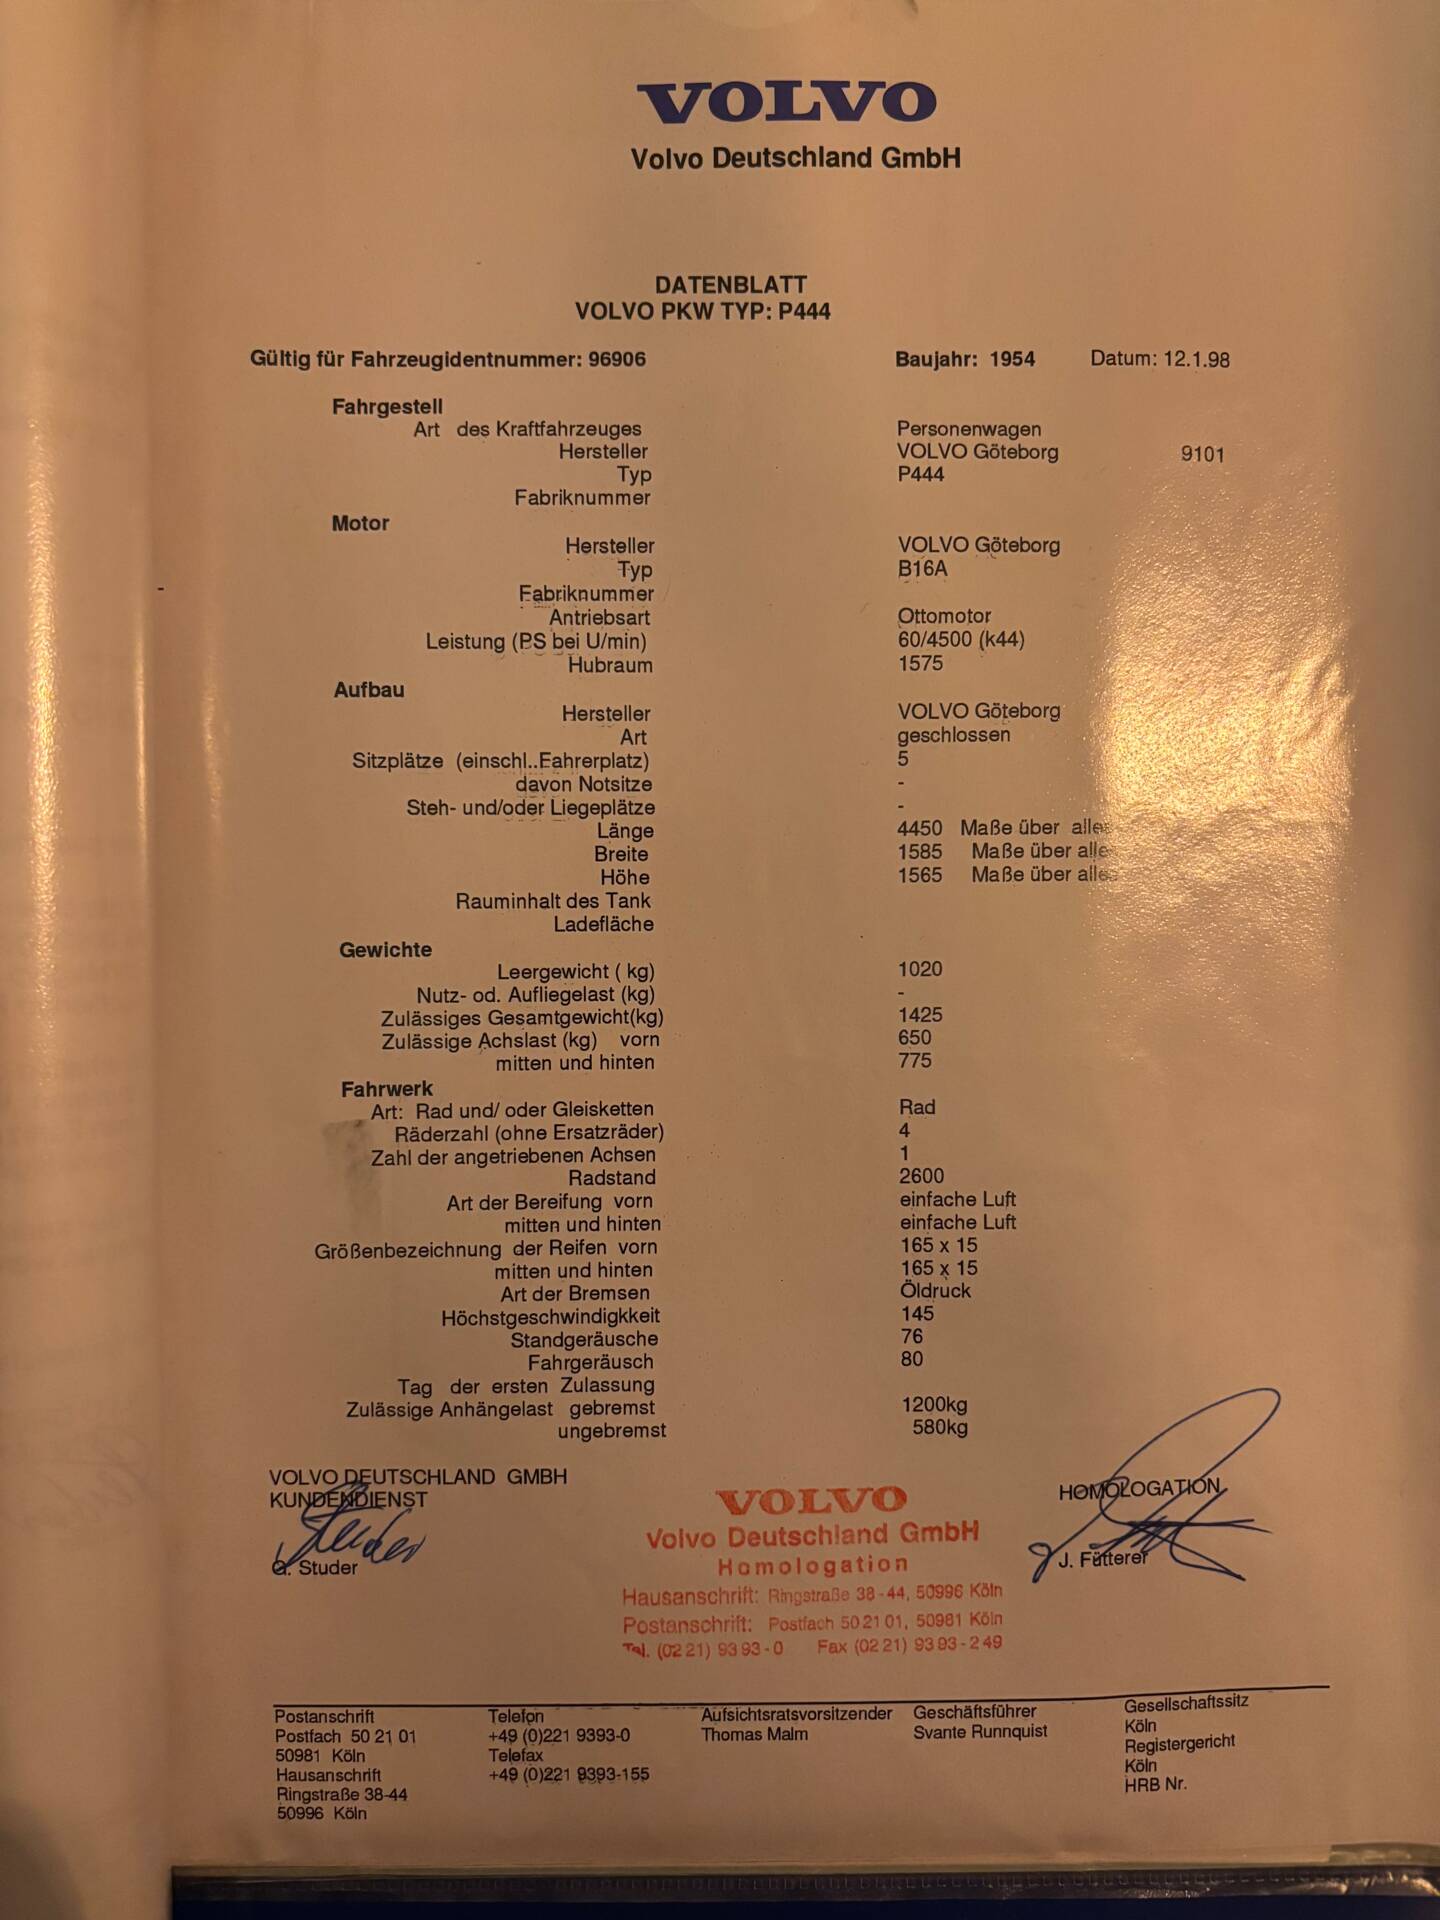 VOLVO
Volvo Deutschland GmbH
DATENBLATT
VOLVO PKW TYP: P444
Gültig für Fahrzeugidentnummer: 96906 Baujahr: 1954 Datum: 12.1.98
Fahrgestell
Art des Kraftfahrzeuges Personenwagen
Hersteller VOLVO Göteborg 9101
Typ P444
Fabriknummer
Motor
Hersteller VOLVO Göteborg
Typ B16A
Fabriknummer
Antriebsart Ottomotor
Leistung (PS bei U/min) 60/4500 (k44)
Hubraum 1575
Aufbau
Hersteller VOLVO Göteborg
Art geschlossen
Sitzplätze (einschl..Fahrerplatz) 5
davon Notsitze -
Steh- und/oder Liegeplätze -
Länge 4450 Maße über alles
Breite 1585 Maße über alle
Höhe 1565 Maße über alles
Rauminhalt des Tank
Ladefläche
Gewichte
Leergewicht ( kg) 1020
Nutz- od. Aufliegelast (kg) -
Zulässiges Gesamtgewicht(kg) 1425
Zulässige Achslast (kg) vorn 650
mitten und hinten 775
Fahrwerk
Art: Rad und/ oder Gleisketten Rad
Räderzahl (ohne Ersatzräder) 4
Zahl der angetriebenen Achsen 1
Radstand 2600
Art der Bereifung vorn einfache Luft
mitten und hinten einfache Luft
Größenbezeichnung der Reifen vorn 165 x 15
mitten und hinten 165 x 15
Art der Bremsen Öldruck
Höchstgeschwindigkkeit 145
Standgeräusche 76
Fahrgeräusch 80
Tag der ersten Zulassung
Zulässige Anhängelast gebremst 1200kg
ungebremst 580kg
VOLVO DEUTSCHLAND GMBH
KUNDENDIENST
Studer
G. Studer
VOLVO
Volvo Deutschland GmbH
Homologation
Hausanschrift: Ringstraße 38-44, 50996 Köln
Postanschrift: Postfach 50 21 01, 50981 Köln
Tel. (02 21) 93 93-0 Fax (02 21) 93 93-2 49
HOMOLOGATION
J. Fütterer
Postanschrift
Postfach 50 21 01
50981 Köln
Hausanschrift
Ringstraße 38-44
50996 Köln
Telefon
+49 (0)221 9393-0
Telefax
+49 (0)221 9393-155
Aufsichtsratsvorsitzender
Thomas Malm
Geschäftsführer
Svante Runnquist
Gesellschaftssitz
Köln
Registergericht
Köln
HRB Nr.